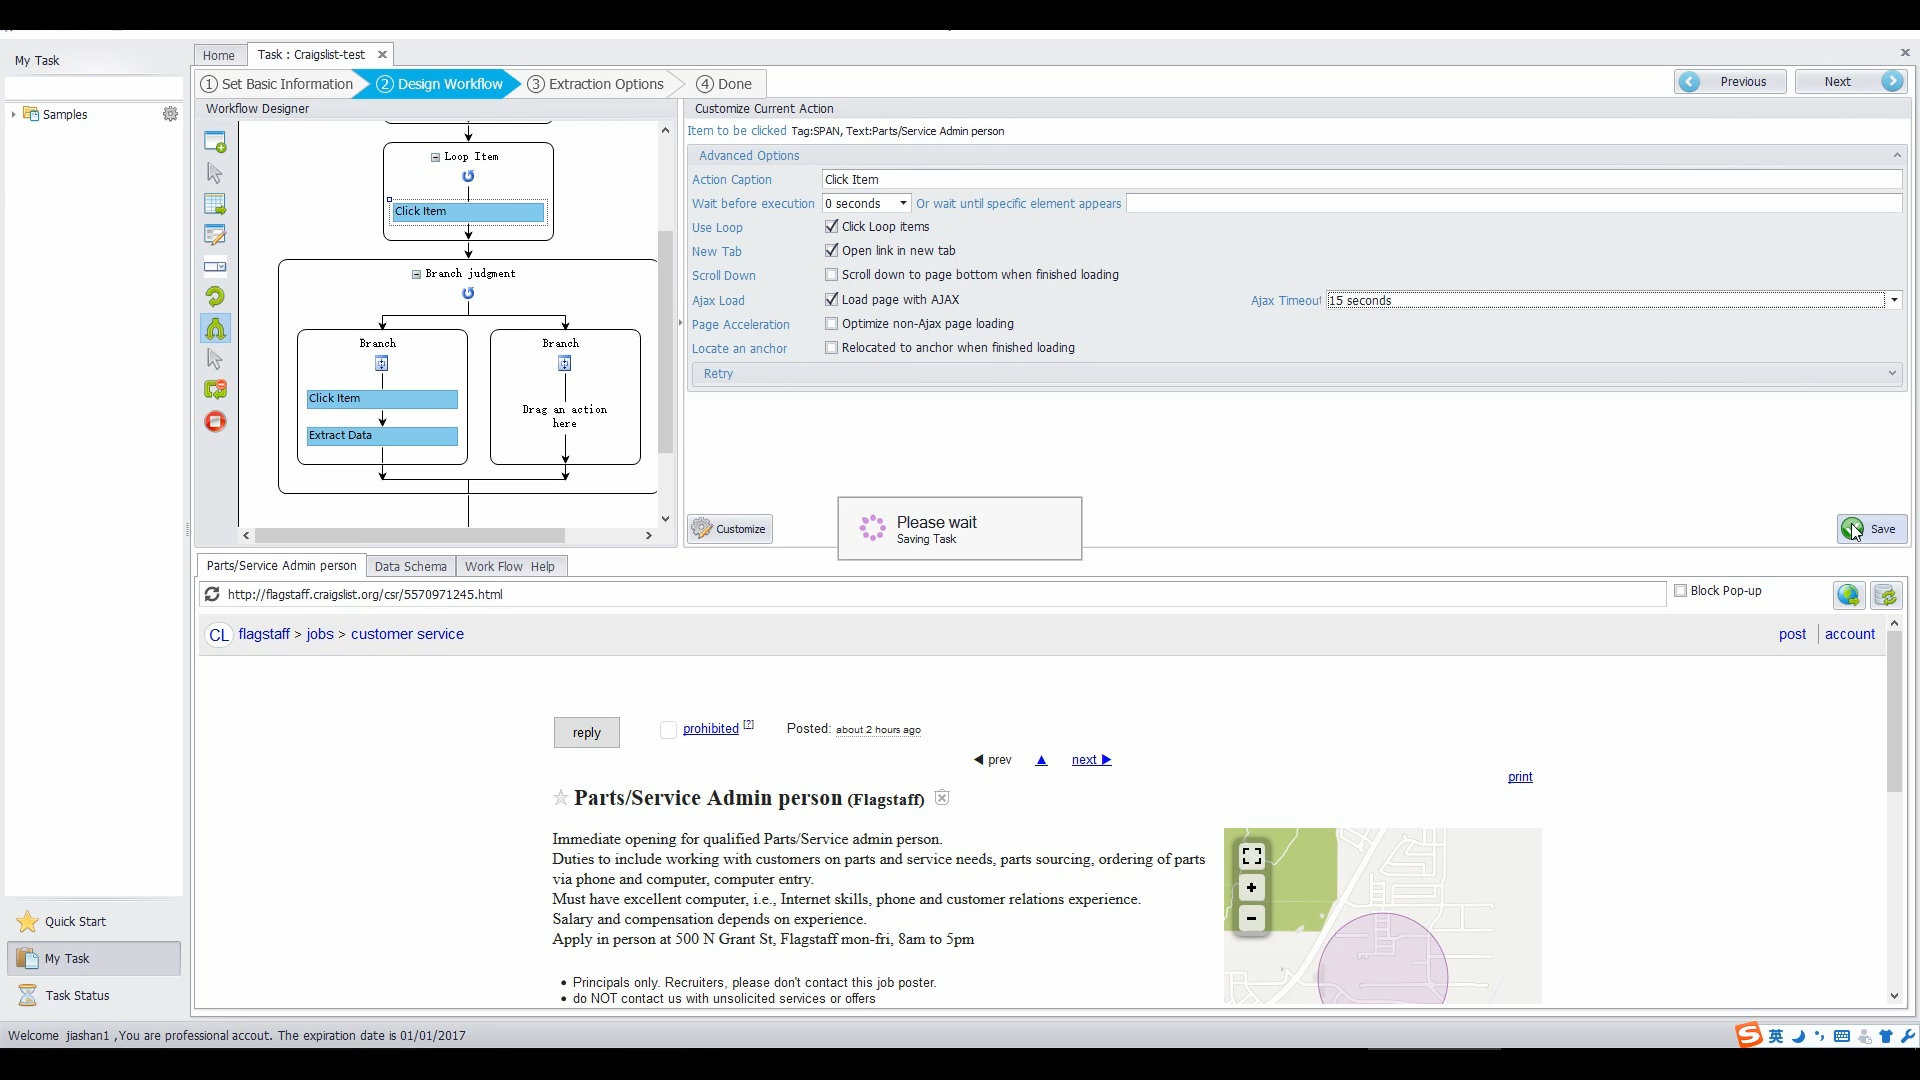 My Task
Home
Task : Craigslist-test
1 Set Basic Information
2 Design Workflow
3 Extraction Options
4 Done
Previous
Next
Samples
Workflow Designer
Loop Item
Click Item
Branch judgment
Branch
Branch
Click Item
Extract Data
Drag an action
here
Customize Current Action
Item to be clicked Tag:SPAN, Text:Parts/Service Admin person
Advanced Options
Action Caption Click Item
Wait before execution 0 seconds Or wait until specific element appears
Use Loop Click Loop items
New Tab Open link in new tab
Scroll Down Scroll down to page bottom when finished loading
Ajax Load Load page with AJAX Ajax Timeout 15 seconds
Page Acceleration Optimize non-Ajax page loading
Locate an anchor Relocated to anchor when finished loading
Retry
Customize
Please wait
Saving Task
Save
Parts/Service Admin person
Data Schema
Work Flow Help
http://flagstaff.craigslist.org/csr/5570971245.html
Block Pop-up
CL flagstaff > jobs > customer service
post
account
reply
prohibited [?]
Posted: about 2 hours ago
◀ prev ▲ next ▶
print
☆ Parts/Service Admin person (Flagstaff)
Immediate opening for qualified Parts/Service admin person.
Duties to include working with customers on parts and service needs, parts sourcing, ordering of parts
via phone and computer, computer entry.
Must have excellent computer, i.e., Internet skills, phone and customer relations experience.
Salary and compensation depends on experience.
Apply in person at 500 N Grant St, Flagstaff mon-fri, 8am to 5pm
• Principals only. Recruiters, please don't contact this job poster.
• do NOT contact us with unsolicited services or offers
+
-
Quick Start
My Task
Task Status
Welcome jiashan1 ,You are professional accout. The expiration date is 01/01/2017
S 英